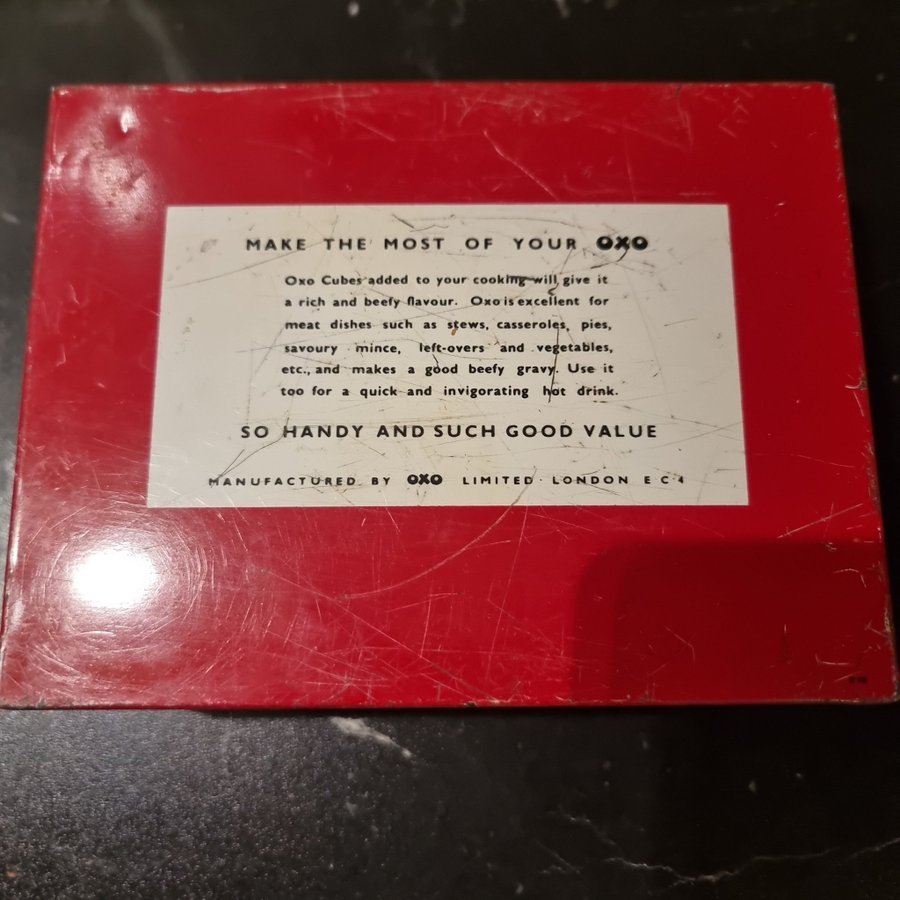 MAKE THE MOST OF YOUR OXO
Oxo Cubes added to your cooking will give it
a rich and beefy flavour. Oxo is excellent for
meat dishes such as stews, casseroles, pies,
savoury mince, left-overs and vegetables,
etc., and makes a good beefy gravy. Use it
too for a quick and invigorating hot drink.
SO HANDY AND SUCH GOOD VALUE
MANUFACTURED BY OXO LIMITED · LONDON E C 4